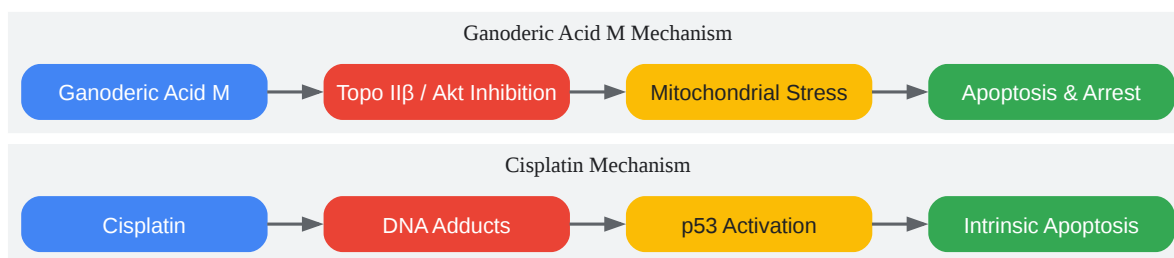 Ganoderic Acid M Mechanism
Ganoderic Acid M
Topo IIβ / Akt Inhibition
Mitochondrial Stress
Apoptosis & Arrest
Cisplatin Mechanism
Cisplatin
DNA Adducts
p53 Activation
Intrinsic Apoptosis